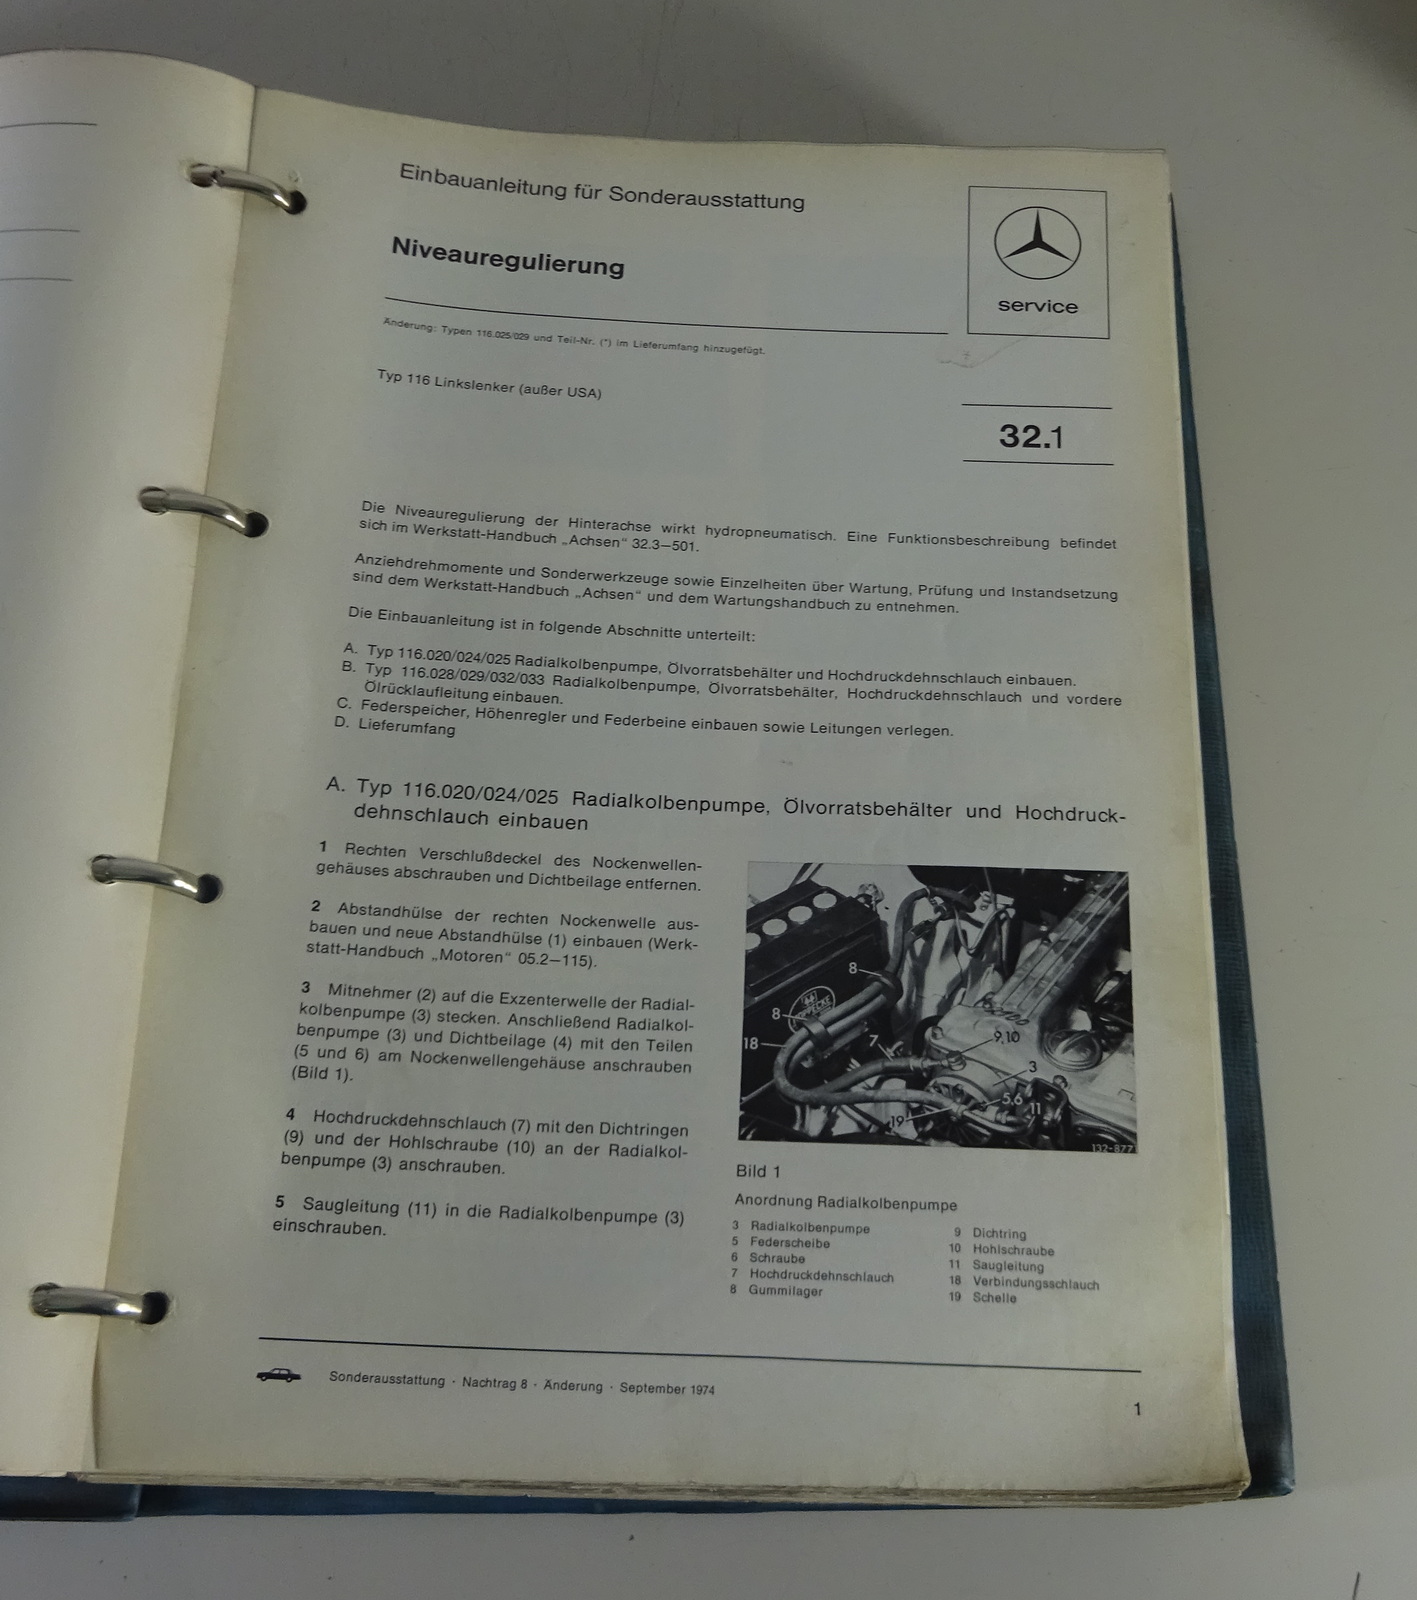 Einbauanleitung für Sonderausstattung
Niveauregulierung
service
Änderung: Typen 116.025/029 und Teil-Nr. (*) im Lieferumfang hinzugefügt.
Typ 116 Linkslenker (außer USA)
32.1
Die Niveauregulierung der Hinterachse wirkt hydropneumatisch. Eine Funktionsbeschreibung befindet
sich im Werkstatt-Handbuch „Achsen" 32.3–501.
Anziehdrehmomente und Sonderwerkzeuge sowie Einzelheiten über Wartung, Prüfung und Instandsetzung
sind dem Werkstatt-Handbuch „Achsen" und dem Wartungshandbuch zu entnehmen.
Die Einbauanleitung ist in folgende Abschnitte unterteilt:
A. Typ 116.020/024/025 Radialkolbenpumpe, Ölvorratsbehälter und Hochdruckdehnschlauch einbauen.
B. Typ 116.028/029/032/033 Radialkolbenpumpe, Ölvorratsbehälter, Hochdruckdehnschlauch und vordere
Ölrücklaufleitung einbauen.
C. Federspeicher, Höhenregler und Federbeine einbauen sowie Leitungen verlegen.
D. Lieferumfang
A. Typ 116.020/024/025 Radialkolbenpumpe, Ölvorratsbehälter und Hochdruck-
dehnschlauch einbauen
1 Rechten Verschlußdeckel des Nockenwellen-
gehäuses abschrauben und Dichtbeilage entfernen.
2 Abstandhülse der rechten Nockenwelle aus-
bauen und neue Abstandhülse (1) einbauen (Werk-
statt-Handbuch „Motoren" 05.2–115).
3 Mitnehmer (2) auf die Exzenterwelle der Radial-
kolbenpumpe (3) stecken. Anschließend Radialkol-
benpumpe (3) und Dichtbeilage (4) mit den Teilen
(5 und 6) am Nockenwellengehäuse anschrauben
(Bild 1).
4 Hochdruckdehnschlauch (7) mit den Dichtringen
(9) und der Hohlschraube (10) an der Radialkol-
benpumpe (3) anschrauben.
5 Saugleitung (11) in die Radialkolbenpumpe (3)
einschrauben.
8
8
18
7
9,10
3
5,6
11
19
132-877
Bild 1
Anordnung Radialkolbenpumpe
3 Radialkolbenpumpe
5 Federscheibe
6 Schraube
7 Hochdruckdehnschlauch
8 Gummilager
9 Dichtring
10 Hohlschraube
11 Saugleitung
18 Verbindungsschlauch
19 Schelle
Sonderausstattung · Nachtrag 8 · Änderung · September 1974
1